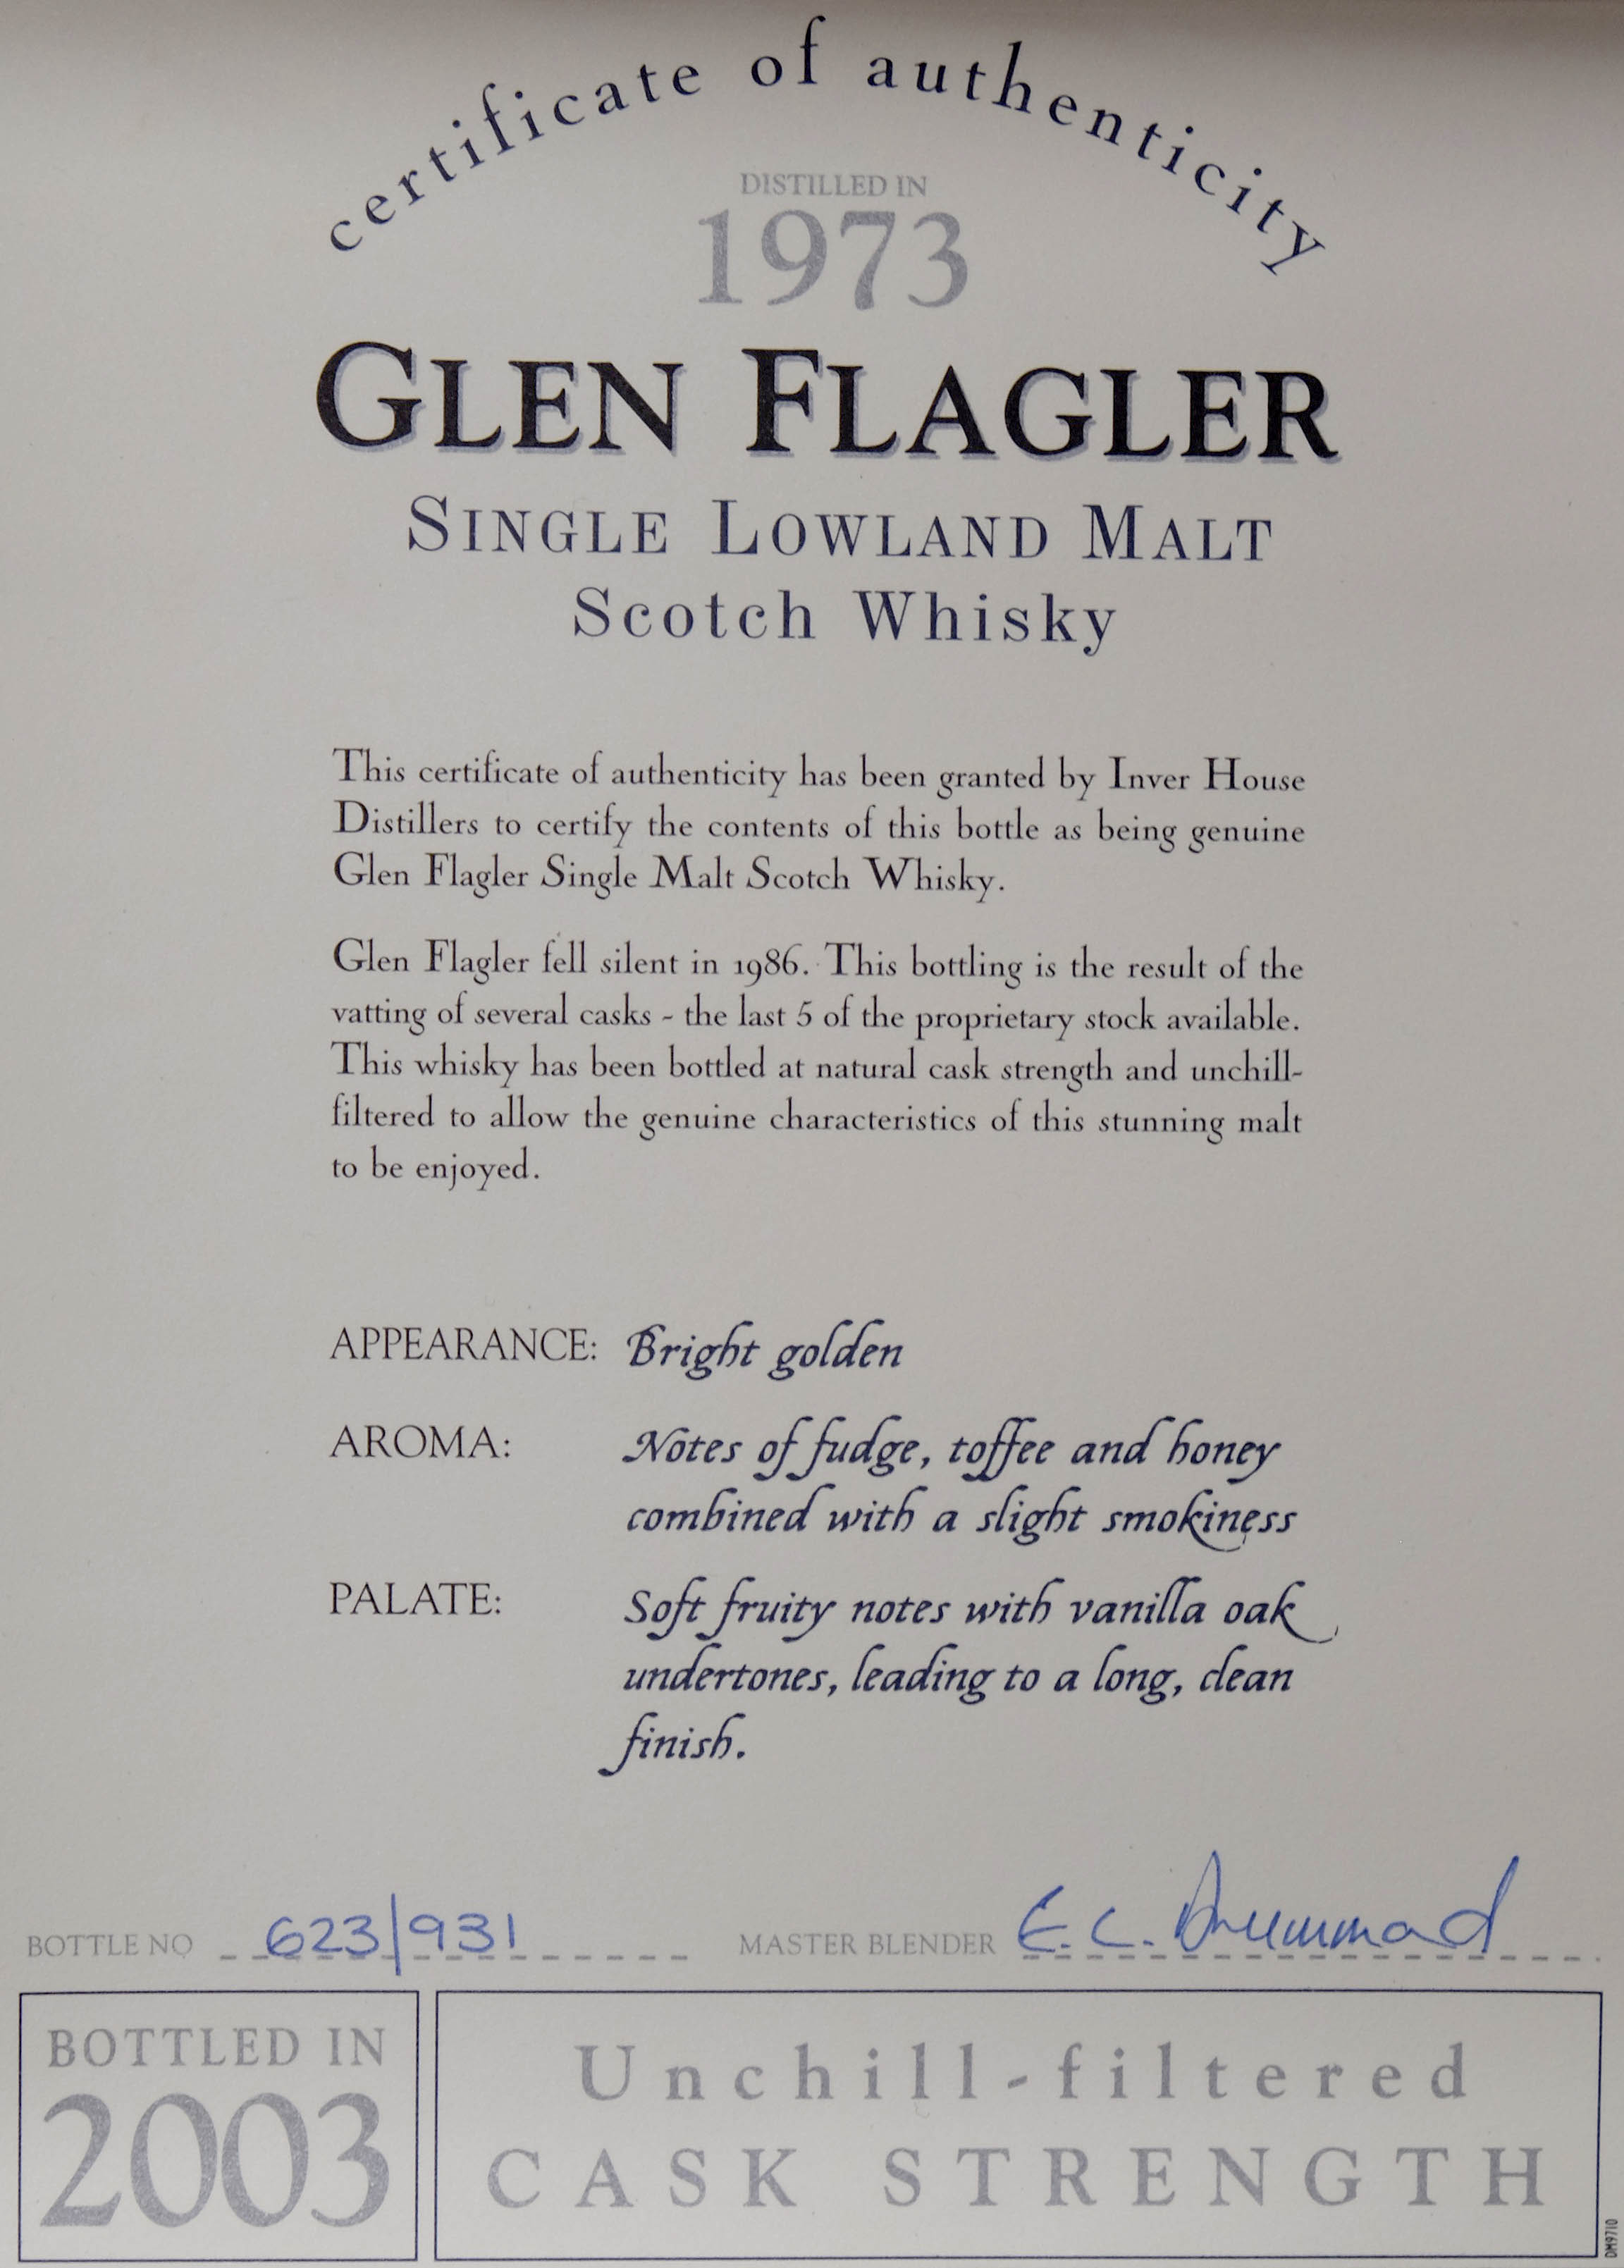 certificate of authenticity
DISTILLED IN
1973
GLEN FLAGLER
SINGLE LOWLAND MALT
Scotch Whisky
This certificate of authenticity has been granted by Inver House
Distillers to certify the contents of this bottle as being genuine
Glen Flagler Single Malt Scotch Whisky.
Glen Flagler fell silent in 1986. This bottling is the result of the
vatting of several casks - the last 5 of the proprietary stock available.
This whisky has been bottled at natural cask strength and unchill-
filtered to allow the genuine characteristics of this stunning malt
to be enjoyed.
APPEARANCE: Bright golden
AROMA: Notes of fudge, toffee and honey
combined with a slight smokiness
PALATE: Soft fruity notes with vanilla oak
undertones, leading to a long, clean
finish.
BOTTLE NO 623/931 MASTER BLENDER E.C. Drummond
BOTTLED IN
2003
Unchill-filtered
CASK STRENGTH
DM9710